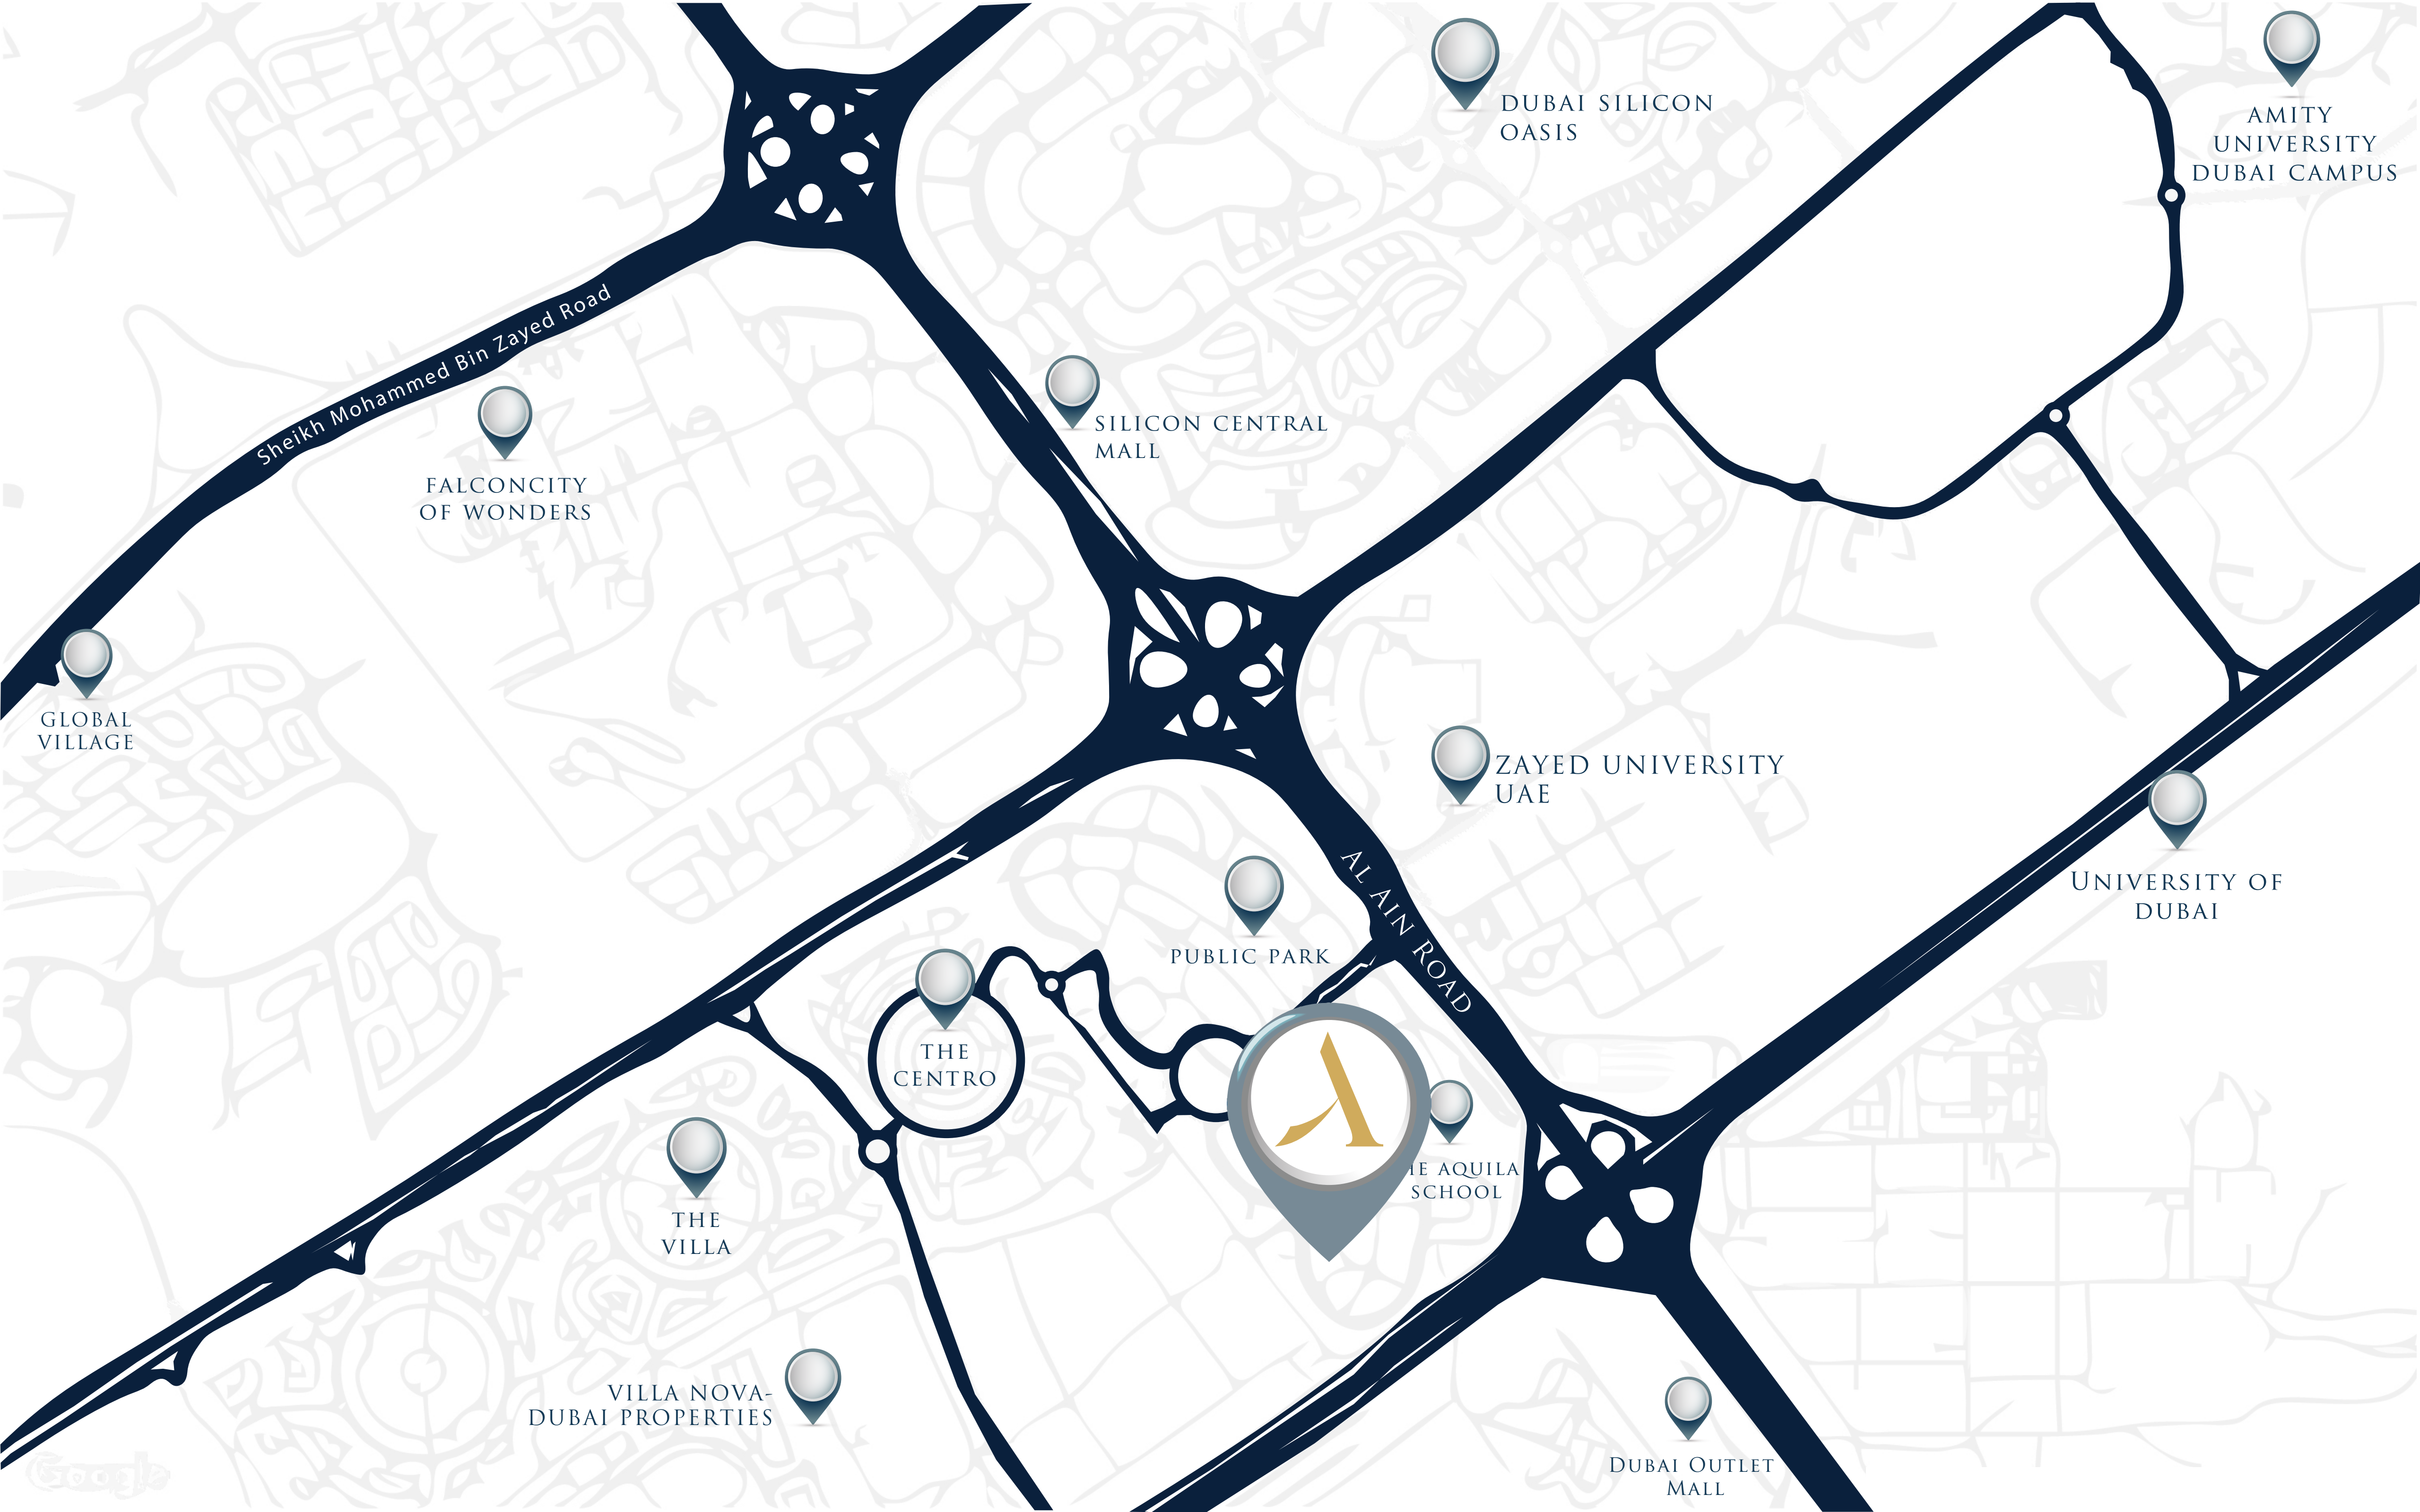 DUBAI SILICON
OASIS
AMITY
UNIVERSITY
DUBAI CAMPUS
Sheikh Mohammed Bin Zayed Road
SILICON CENTRAL
MALL
FALCONCITY
OF WONDERS
GLOBAL
VILLAGE
ZAYED UNIVERSITY
UAE
UNIVERSITY OF
DUBAI
AL AIN ROAD
PUBLIC PARK
THE
CENTRO
AQUILA
SCHOOL
THE
VILLA
VILLA NOVA-
DUBAI PROPERTIES
DUBAI OUTLET
MALL
Google